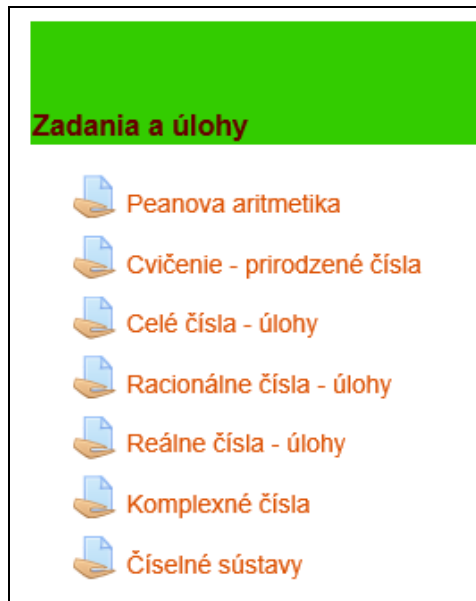 Zadania a úlohy
Peanova aritmetika
Cvičenie - prirodzené čísla
Celé čísla - úlohy
Racionálne čísla - úlohy
Reálne čísla - úlohy
Komplexné čísla
Číselné sústavy